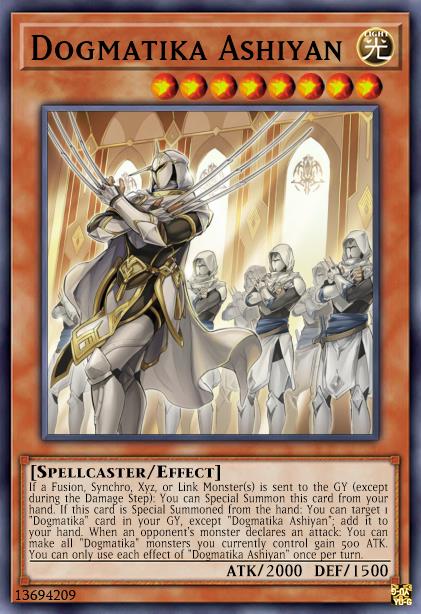 DOGMATIKA ASHIYAN
LIGHT
光
[SPELLCASTER/EFFECT]
If a Fusion, Synchro, Xyz, or Link Monster(s) is sent to the GY (except
during the Damage Step): You can Special Summon this card from your
hand. If this card is Special Summoned from the hand: You can target 1
"Dogmatika" card in your GY, except "Dogmatika Ashiyan"; add it to
your hand. When an opponent's monster declares an attack: You can
make all "Dogmatika" monsters you currently control gain 500 ATK.
You can only use each effect of "Dogmatika Ashiyan" once per turn.
ATK/2000 DEF/1500
13694209